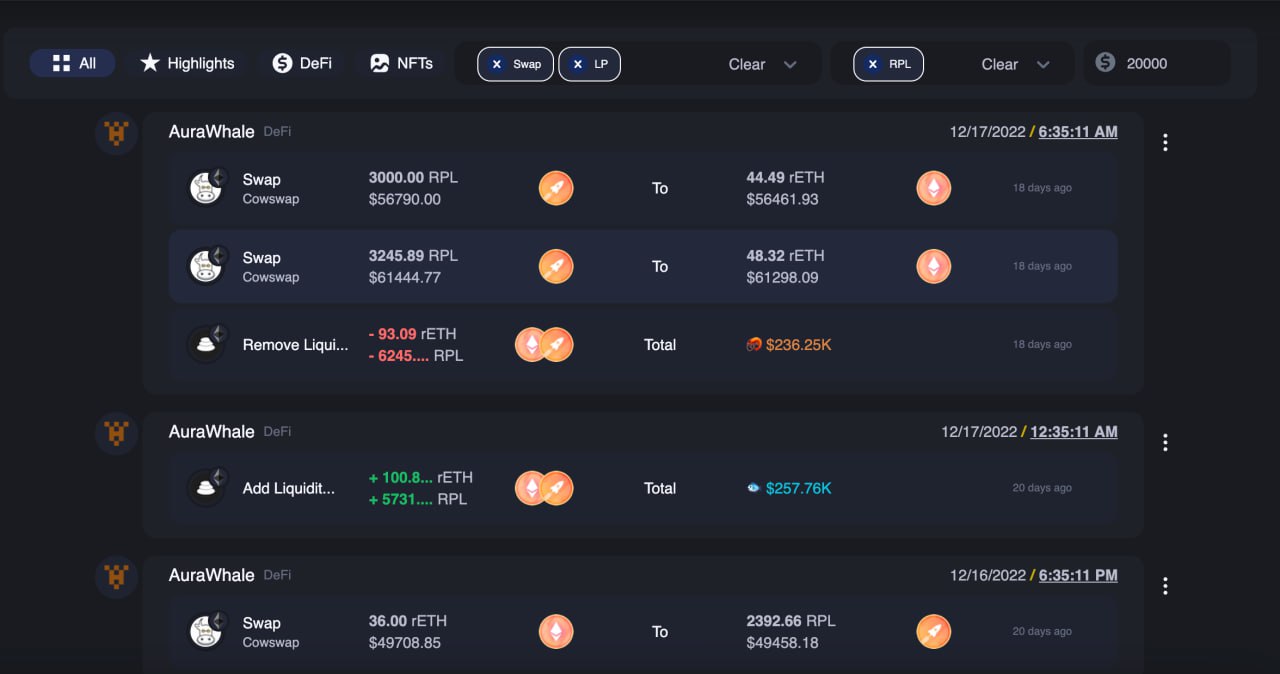 All Highlights DeFi NFTs × Swap × LP Clear × RPL Clear $ 20000
AuraWhale DeFi 12/17/2022 / 6:35:11 AM
Swap 3000.00 RPL To 44.49 rETH 18 days ago
Cowswap $56790.00 $56461.93
Swap 3245.89 RPL To 48.32 rETH 18 days ago
Cowswap $61444.77 $61298.09
Remove Liqui... - 93.09 rETH Total $236.25K 18 days ago
- 6245.... RPL
AuraWhale DeFi 12/17/2022 / 12:35:11 AM
Add Liquidit... + 100.8... rETH Total $257.76K 20 days ago
+ 5731.... RPL
AuraWhale DeFi 12/16/2022 / 6:35:11 PM
Swap 36.00 rETH To 2392.66 RPL 20 days ago
Cowswap $49708.85 $49458.18